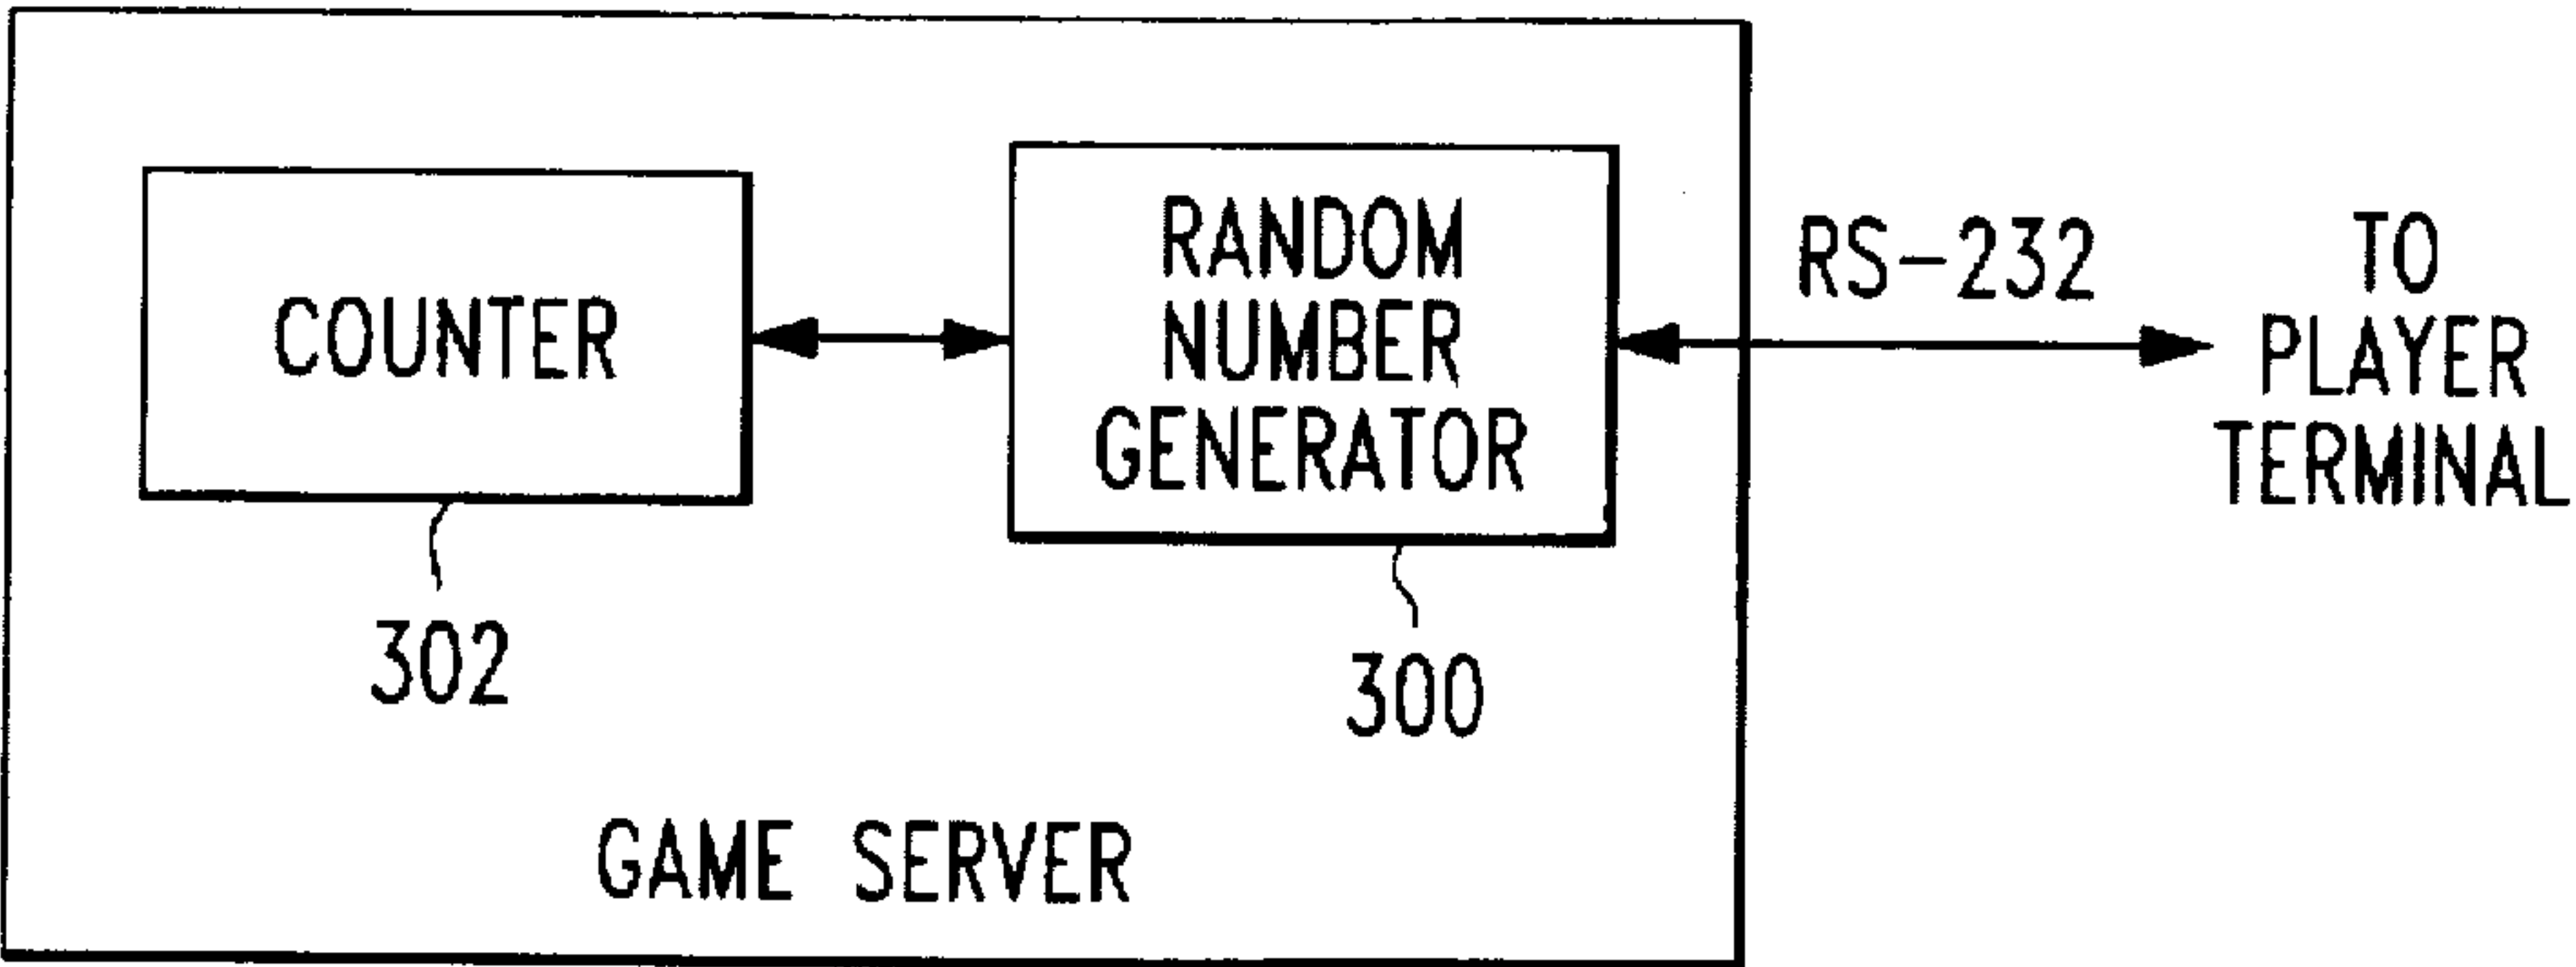 COUNTER
302
RANDOM
NUMBER
GENERATOR
300
RS-232
TO
PLAYER
TERMINAL
GAME SERVER